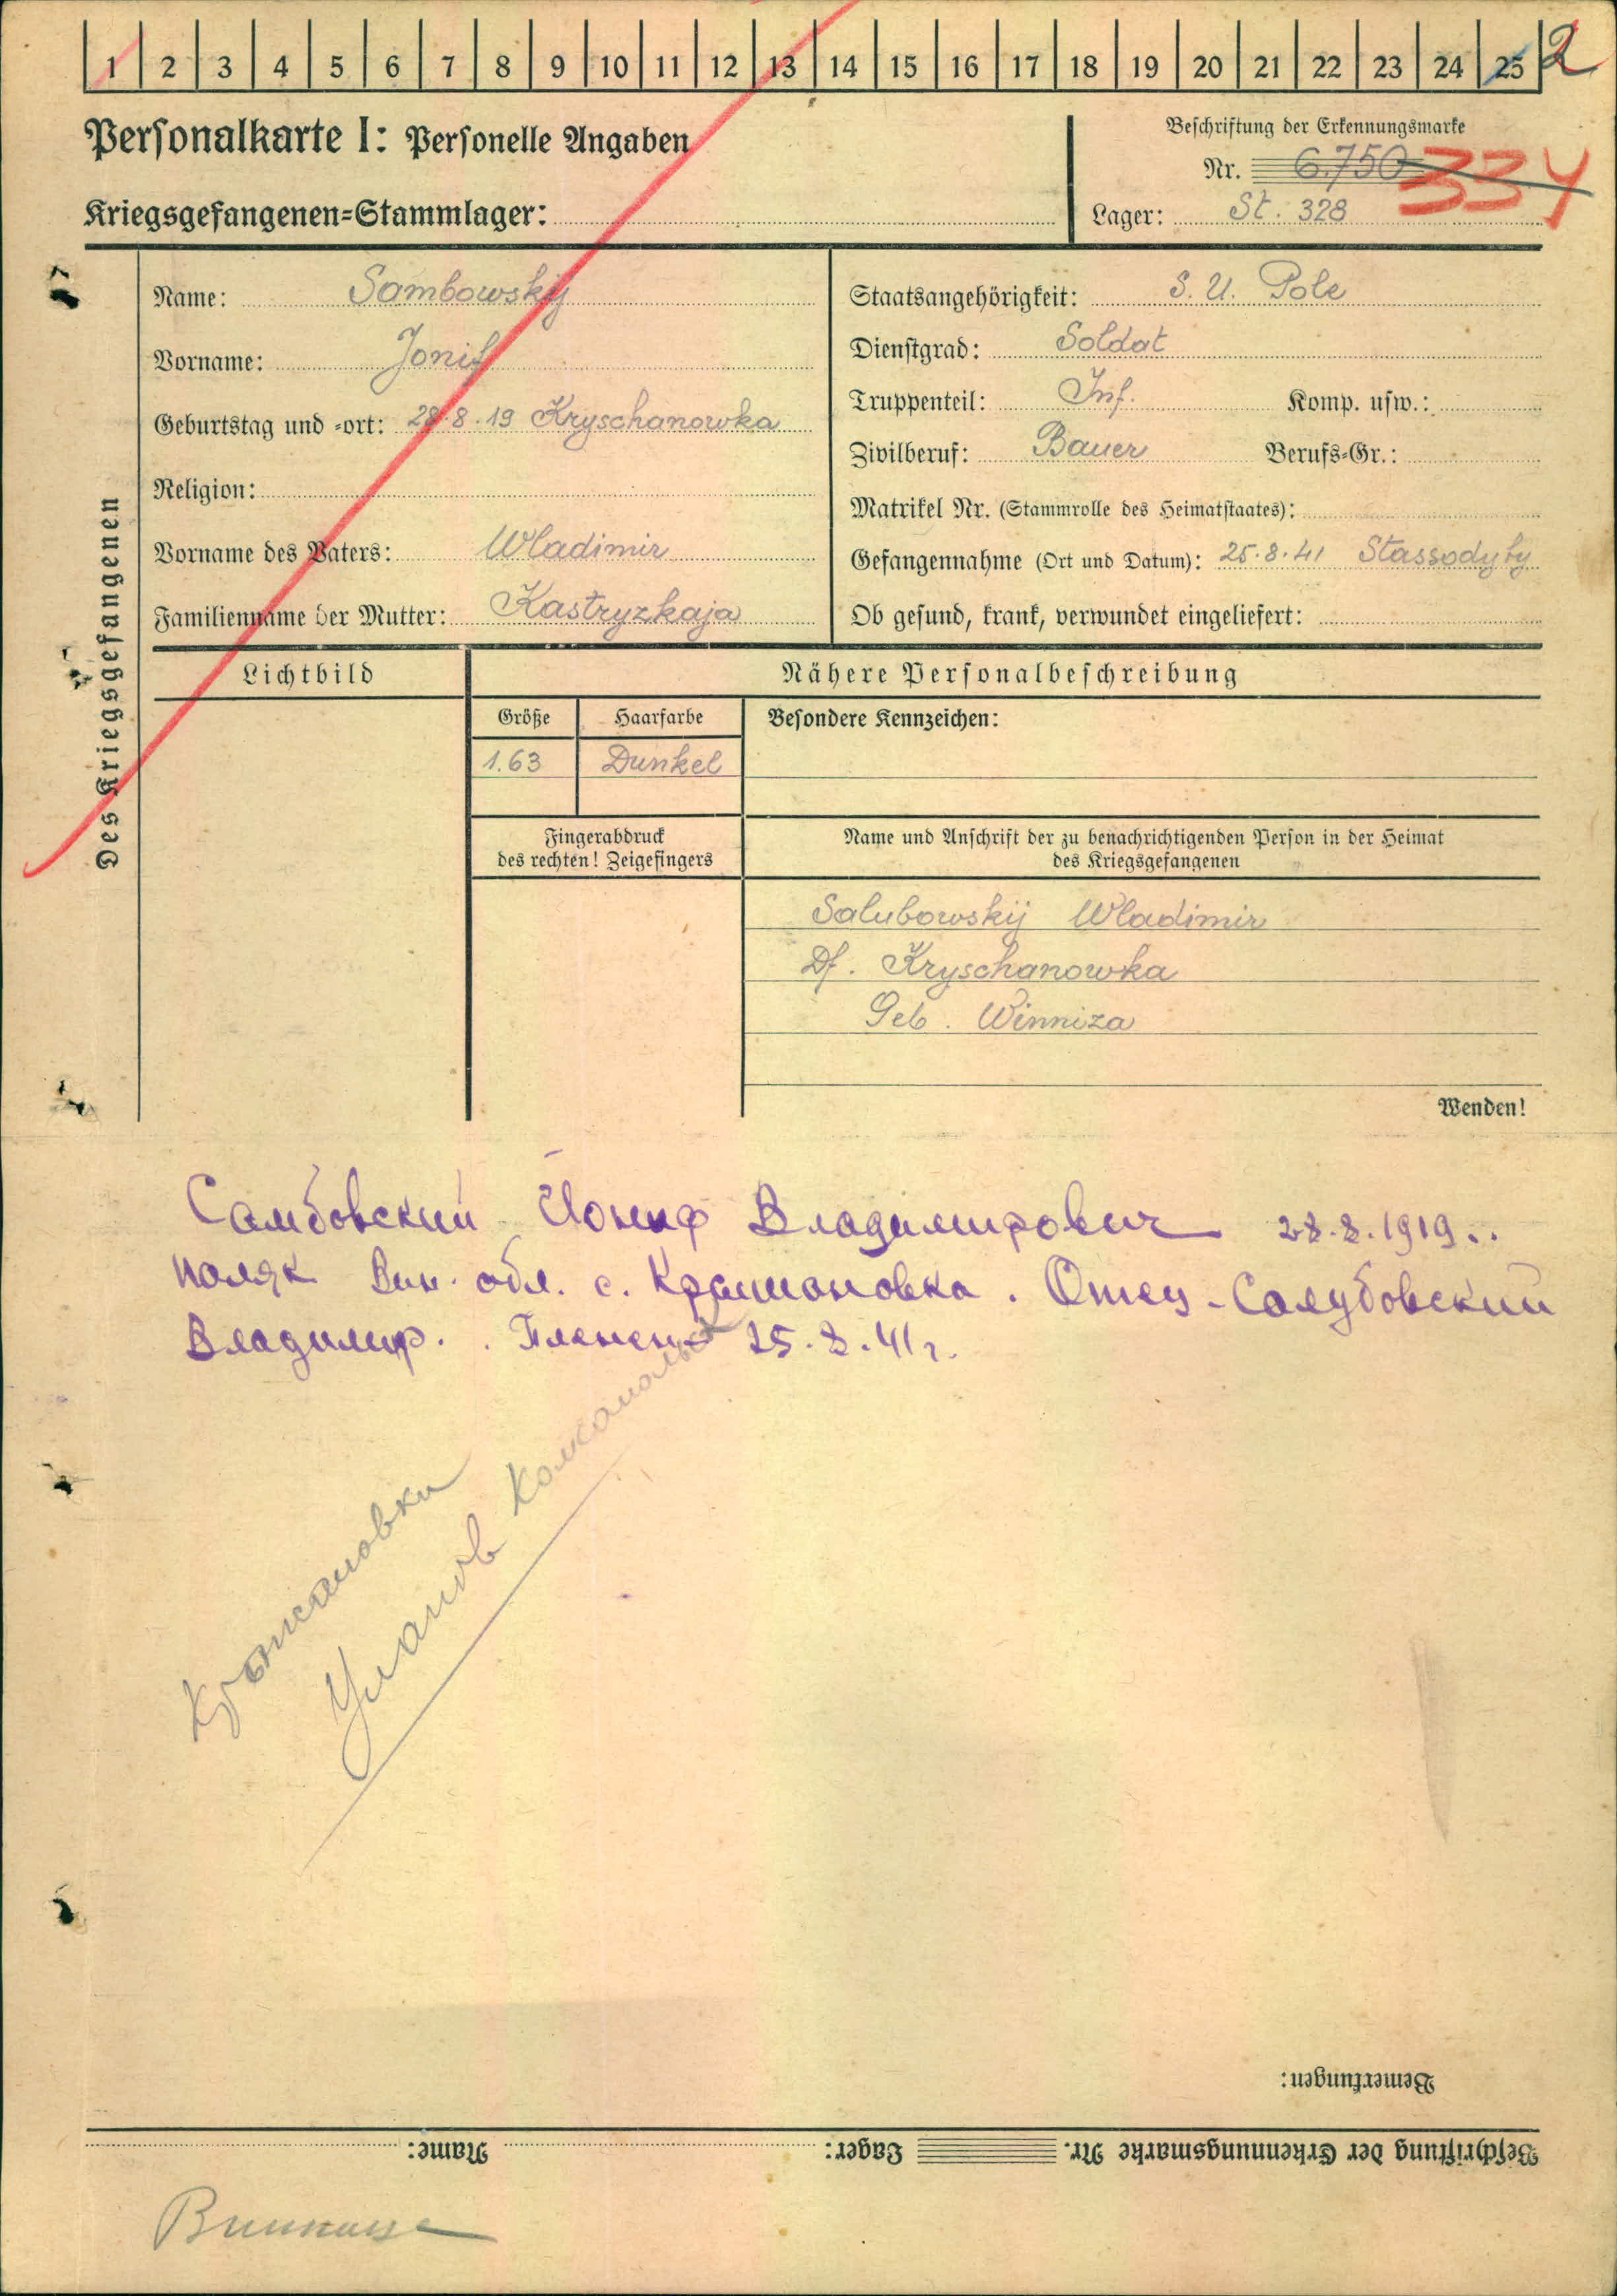 1 2 3 4 5 6 7 8 9 10 11 12 13 14 15 16 17 18 19 20 21 22 23 24 25 2
Personalkarte I: Personelle Angaben
Beschriftung der Erkennungsmarke
Nr. 6750 334
Kriegsgefangenen=Stammlager:
Lager: St. 328
Des Kriegsgefangenen
Name: Sambowskij
Vorname: Jonif
Geburtstag und =ort: 28.8.19 Kryschanowka
Religion:
Vorname des Vaters: Wladimir
Familienname der Mutter: Kastryzkaja
Staatsangehörigkeit: S. U. Pole
Dienstgrad: Soldat
Truppenteil: Inf. Komp. usw.:
Zivilberuf: Bauer Berufs=Gr.:
Matrikel Nr. (Stammrolle des Heimatstaates):
Gefangennahme (Ort und Datum): 25.8.41 Stassodyby
Ob gesund, krank, verwundet eingeliefert:
Lichtbild
Nähere Personalbeschreibung
Größe Haarfarbe Besondere Kennzeichen:
1.63 Dunkel
Fingerabdruck
des rechten! Zeigefingers
Name und Anschrift der zu benachrichtigenden Person in der Heimat
des Kriegsgefangenen
Salubowskij Wladimir
Df. Kryschanowka
Geb. Winniza
Wenden!
Самбовский Йониф Владимирович 28.8.1919..
поляк Вин. обл. с. Крышановка. Отец - Салубовский
Владимир. . Пленен 25.8.41 г.
Уланов
Bemerkungen:
Beschriftung der Erkennungsmarke Nr. Lager: Name: